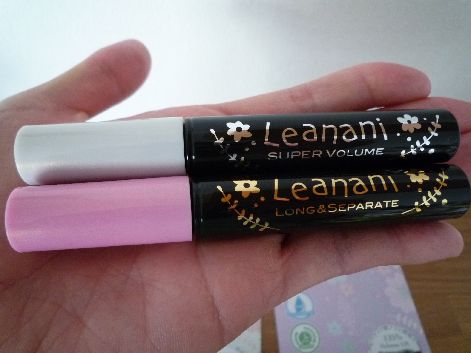 Leanani
SUPER VOLUME
Leanani
LONG&SEPARATE